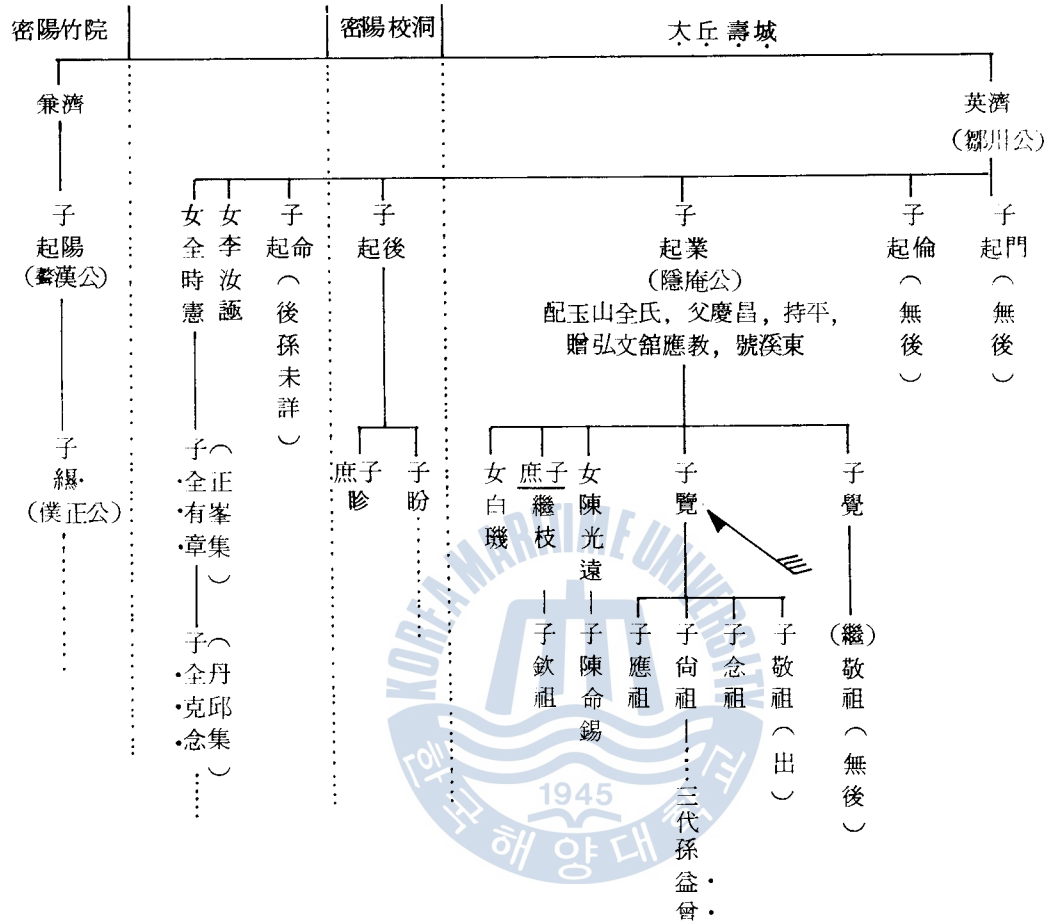 密陽竹院
密陽校洞
大丘壽城
英濟
(鄒川公)
兼濟
子起門(無後)
子起倫(無後)
子
起業
(隱庵公)
配玉山全氏, 父慶昌, 持平,
贈弘文舘應教, 號溪東
子起後
子起命(後孫未詳)
女李汝
女全時憲
子
起陽
(漢公)
子覺
(繼)敬祖(無後)
子覽
子敬祖(出)
子念祖
子尙祖
三代孫益曾
子應祖
女陳光遠
子陳命錫
庶子繼枝
子欽祖
女白璣
子盼
庶子眕
子全有章
(正峯集)
子全克念
(丹邱集)
子
(僕正公)
KOREA MARITIME UNIVERSITY
1945
한국해양대학교